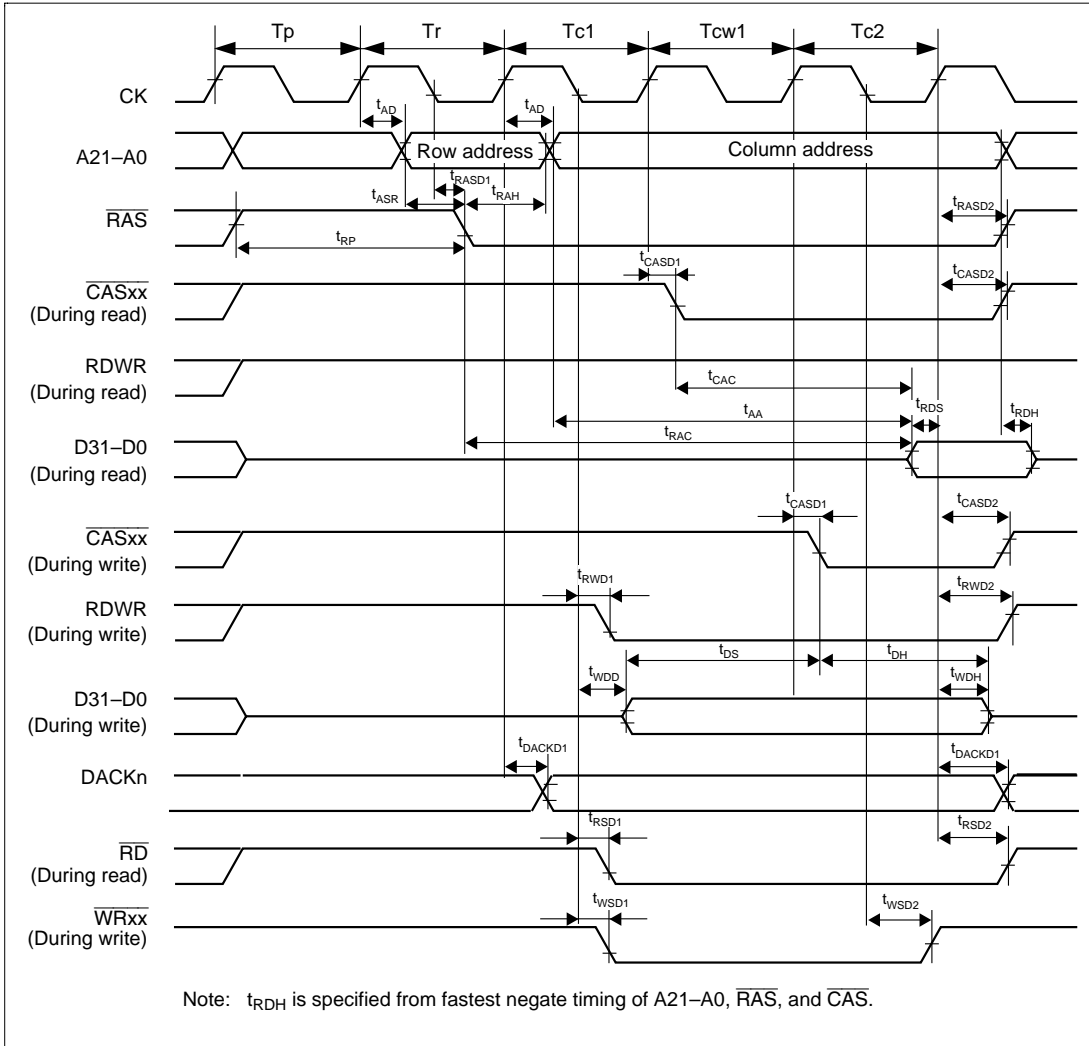 Tp Tr Tc1 Tcw1 Tc2
CK
tAD tAD
A21–A0 Row address Column address
tRASD1
tASR tRAH
RAS tRASD2
tRP
tCASD1
CASxx tCASD2
(During read)
RDWR
(During read) tCAC
tRDS
tAA tRDH
D31–D0 tRAC
(During read)
tCASD1 tCASD2
CASxx
(During write)
tRWD1 tRWD2
RDWR
(During write)
tDS tDH
D31–D0 tWDD tWDH
(During write)
tDACKD1 tDACKD1
DACKn
tRSD1 tRSD2
RD
(During read)
tWSD1 tWSD2
WRxx
(During write)
Note: tRDH is specified from fastest negate timing of A21–A0, RAS, and CAS.